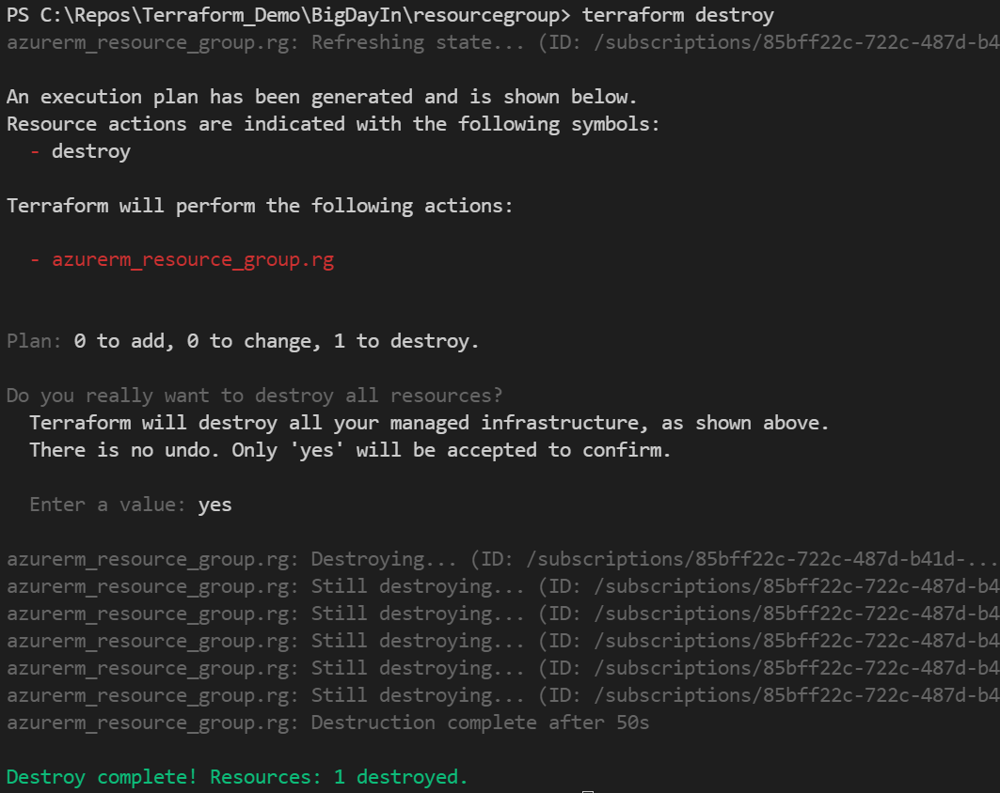 PS C:\Repos\Terraform_Demo\BigDayIn\resourcegroup> terraform destroy
azurerm_resource_group.rg: Refreshing state... (ID: /subscriptions/85bff22c-722c-487d-b4
An execution plan has been generated and is shown below.
Resource actions are indicated with the following symbols:
- destroy
Terraform will perform the following actions:
- azurerm_resource_group.rg
Plan: 0 to add, 0 to change, 1 to destroy.
Do you really want to destroy all resources?
Terraform will destroy all your managed infrastructure, as shown above.
There is no undo. Only 'yes' will be accepted to confirm.
Enter a value: yes
azurerm_resource_group.rg: Destroying... (ID: /subscriptions/85bff22c-722c-487d-b41d-...
azurerm_resource_group.rg: Still destroying... (ID: /subscriptions/85bff22c-722c-487d-b4
azurerm_resource_group.rg: Still destroying... (ID: /subscriptions/85bff22c-722c-487d-b4
azurerm_resource_group.rg: Still destroying... (ID: /subscriptions/85bff22c-722c-487d-b4
azurerm_resource_group.rg: Still destroying... (ID: /subscriptions/85bff22c-722c-487d-b4
azurerm_resource_group.rg: Still destroying... (ID: /subscriptions/85bff22c-722c-487d-b4
azurerm_resource_group.rg: Destruction complete after 50s
Destroy complete! Resources: 1 destroyed.